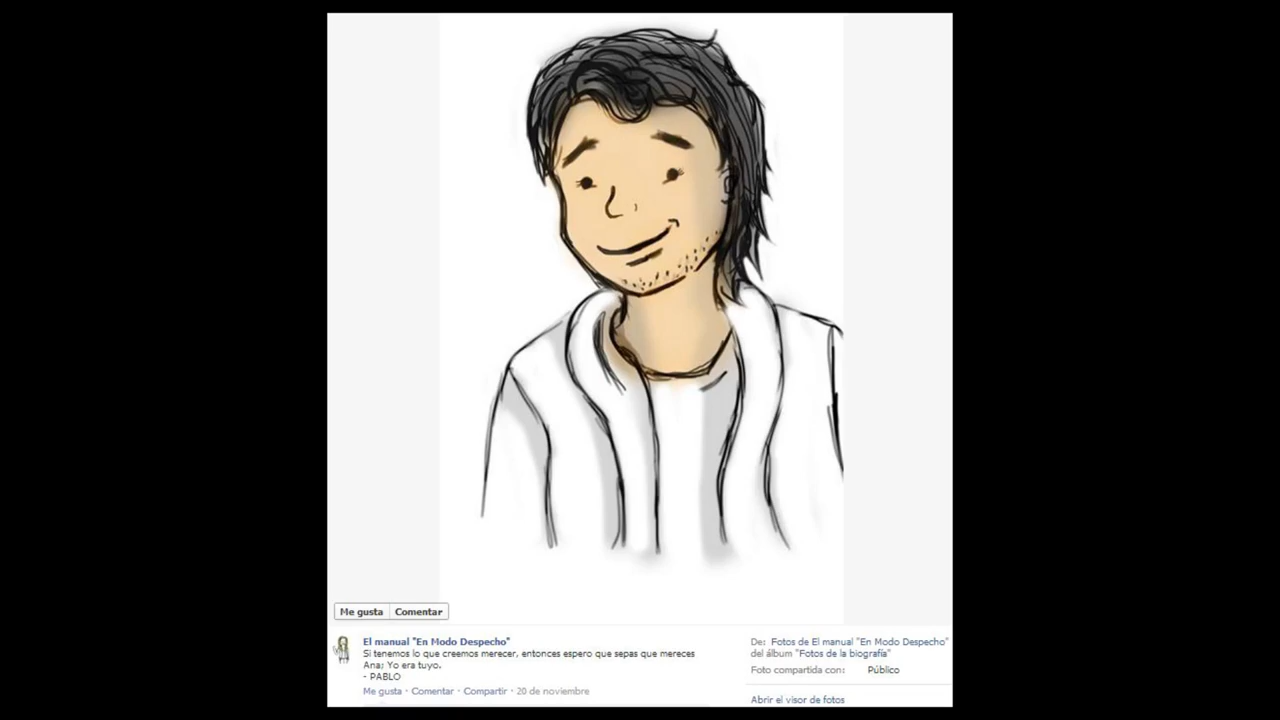 Me gusta Comentar
El manual "En Modo Despecho"
Si tenemos lo que creemos merecer, entonces espero que sepas que mereces
Ana; Yo era tuyo.
- PABLO
Me gusta · Comentar · Compartir · 20 de noviembre
De: Fotos de El manual "En Modo Despecho"
del álbum "Fotos de la biografía"
Foto compartida con: Público
Abrir el visor de fotos